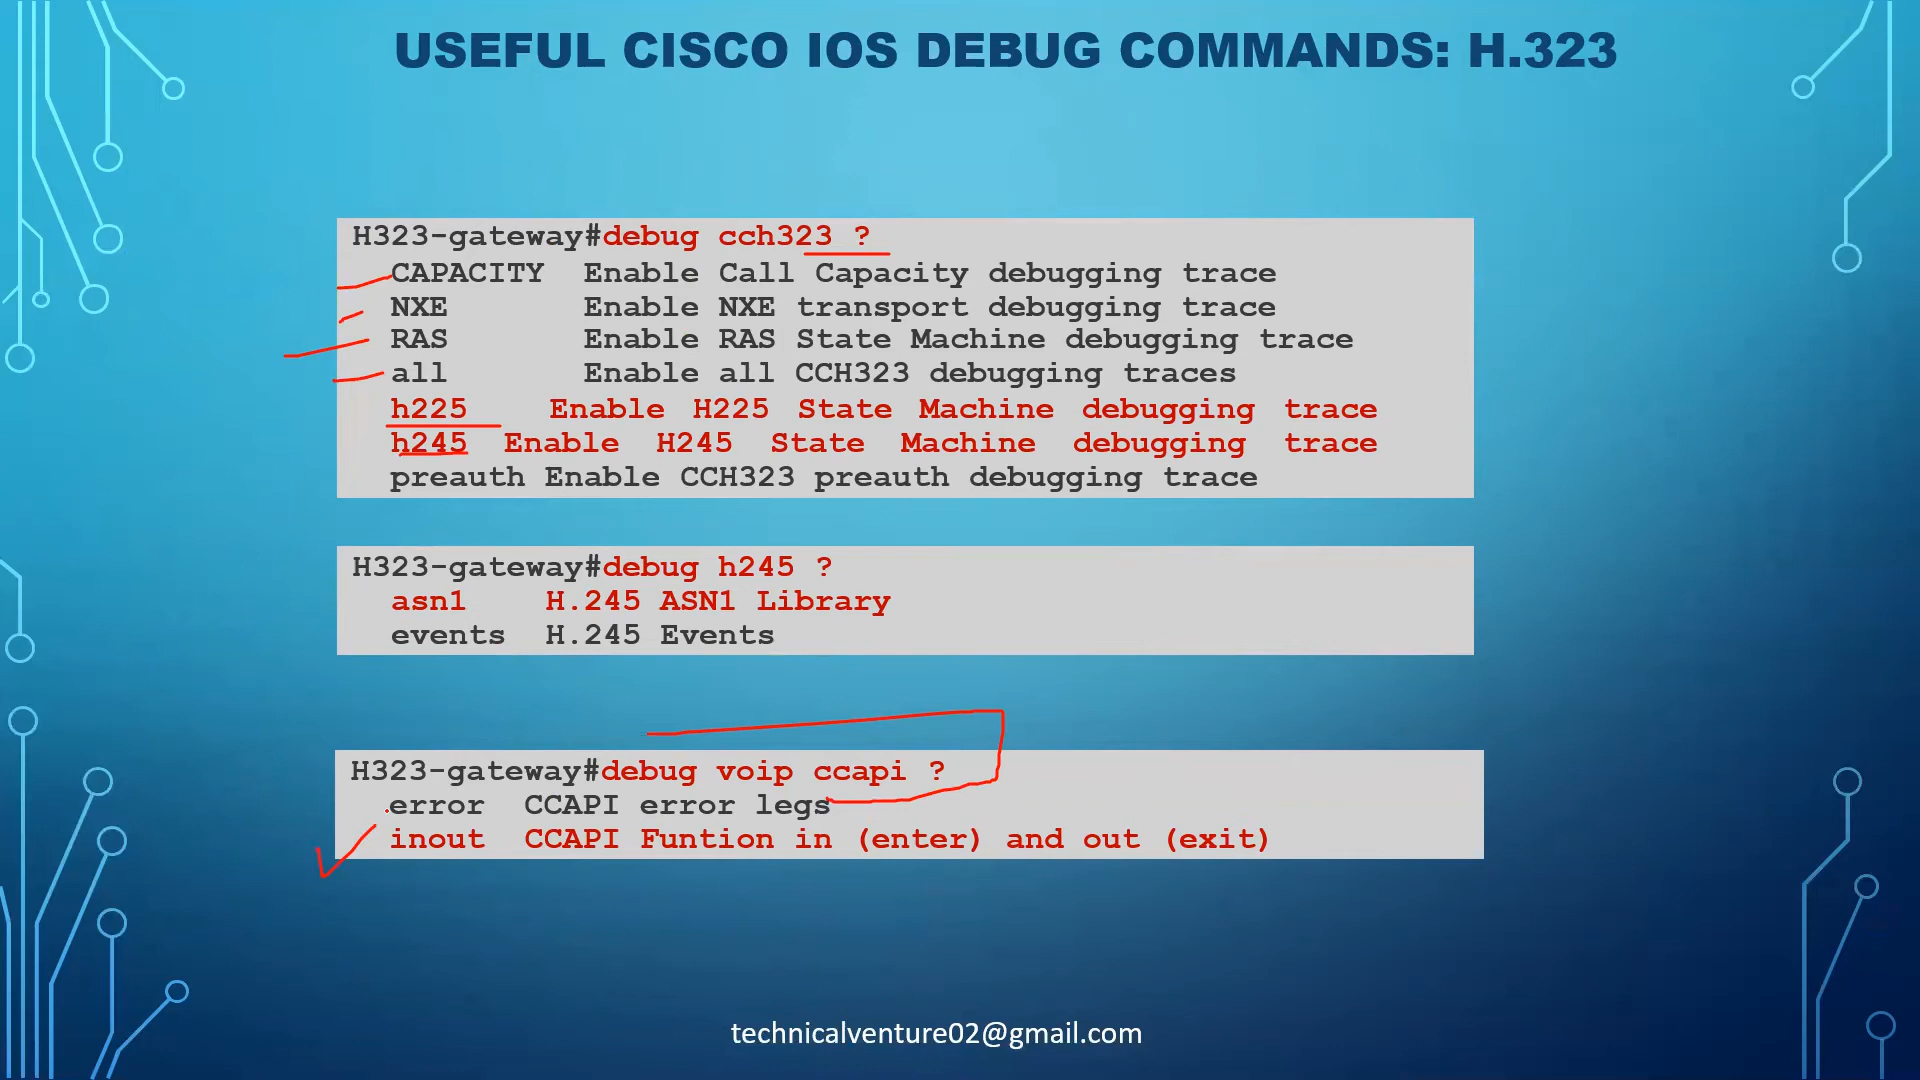 USEFUL CISCO IOS DEBUG COMMANDS: H.323
H323-gateway#debug cch323 ?
CAPACITY Enable Call Capacity debugging trace
NXE Enable NXE transport debugging trace
RAS Enable RAS State Machine debugging trace
all Enable all CCH323 debugging traces
h225 Enable H225 State Machine debugging trace
h245 Enable H245 State Machine debugging trace
preauth Enable CCH323 preauth debugging trace
H323-gateway#debug h245 ?
asn1 H.245 ASN1 Library
events H.245 Events
H323-gateway#debug voip ccapi ?
error CCAPI error legs
inout CCAPI Funtion in (enter) and out (exit)
technicalventure02@gmail.com